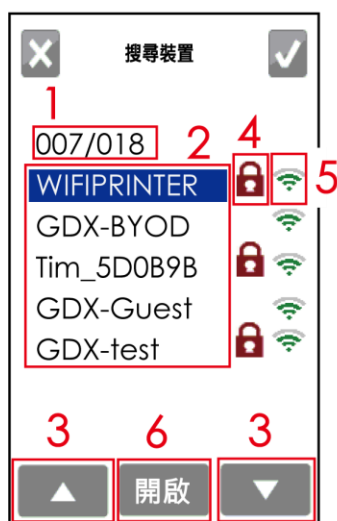 搜尋裝置
1
007/018 2 4
WIFIPRINTER 5
GDX-BYOD
Tim_5D0B9B
GDX-Guest
GDX-test
3 6 3
開啟